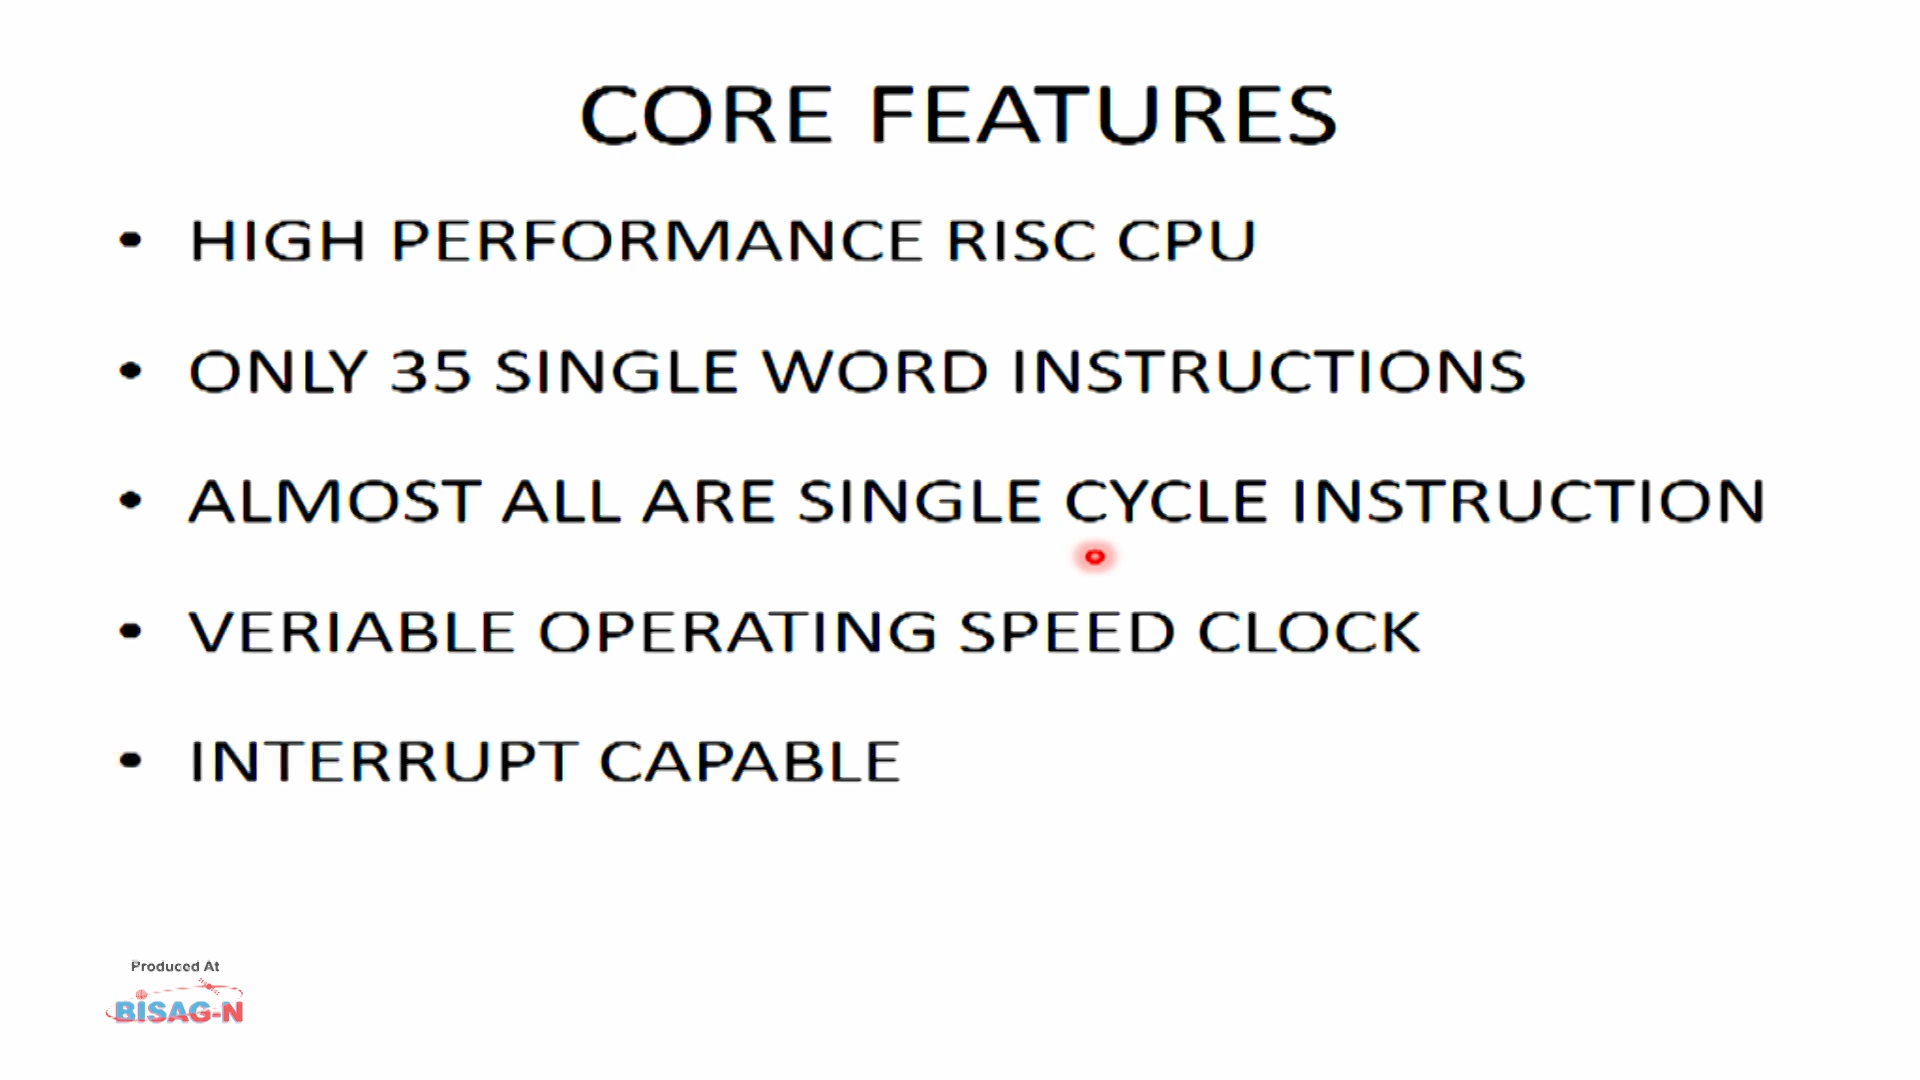 CORE FEATURES
• HIGH PERFORMANCE RISC CPU
• ONLY 35 SINGLE WORD INSTRUCTIONS
• ALMOST ALL ARE SINGLE CYCLE INSTRUCTION
• VERIABLE OPERATING SPEED CLOCK
• INTERRUPT CAPABLE
Produced At
BISAG-N